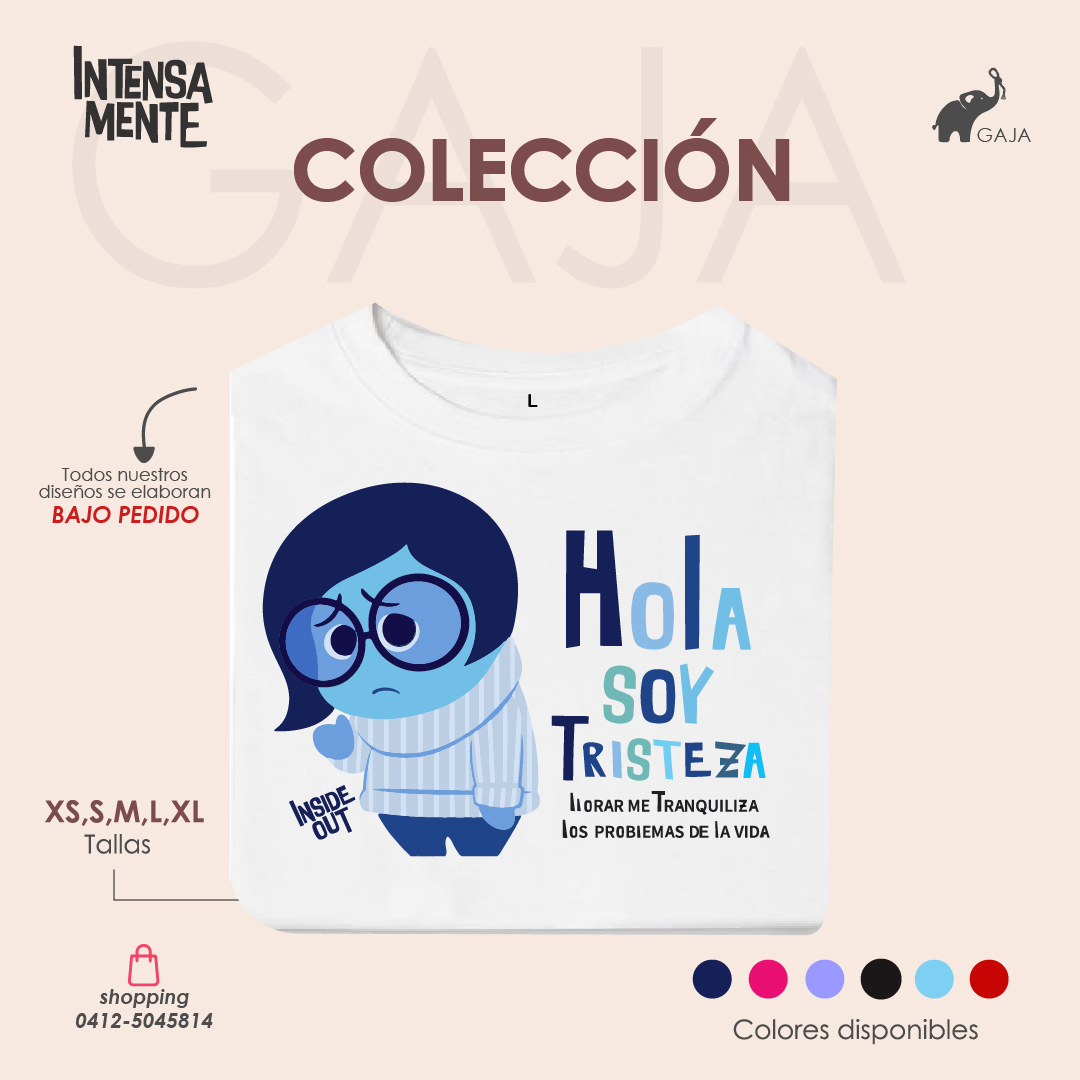 INTENSA
MENTE
GAJA
GAJA
COLECCIÓN
L
Todos nuestros
diseños se elaboran
BAJO PEDIDO
Hola
SOY
TRISTEZA
llORAR ME TRANQUILIZA
lOS PROBlEMAS DE lA VIDA
INSIDE
OUT
XS,S,M,L,XL
Tallas
shopping
0412-5045814
Colores disponibles